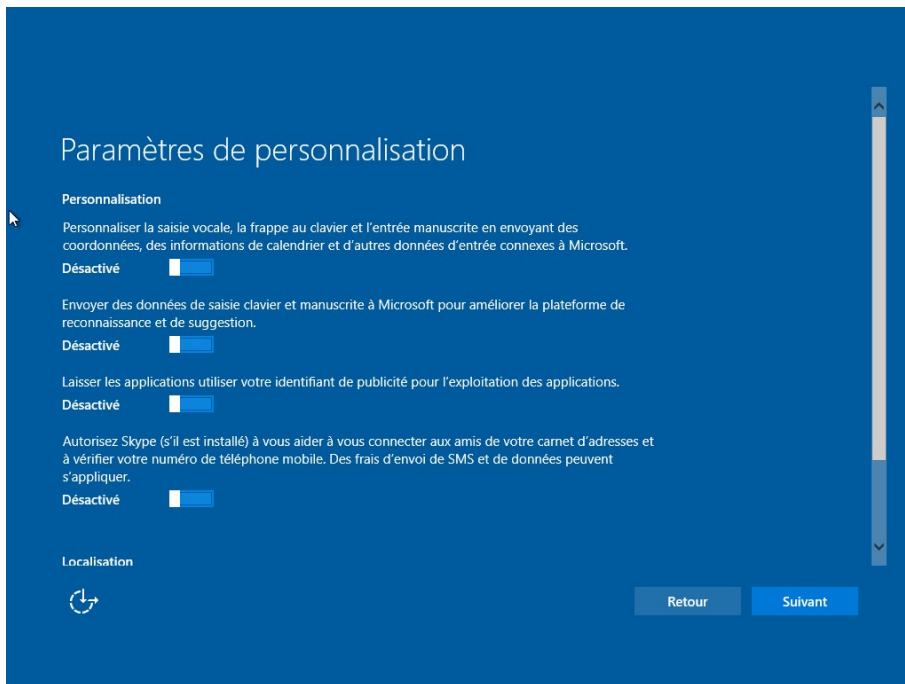 Paramètres de personnalisation
Personnalisation
Personnaliser la saisie vocale, la frappe au clavier et l'entrée manuscrite en envoyant des
coordonnées, des informations de calendrier et d'autres données d'entrée connexes à Microsoft.
Désactivé
Envoyer des données de saisie clavier et manuscrite à Microsoft pour améliorer la plateforme de
reconnaissance et de suggestion.
Désactivé
Laisser les applications utiliser votre identifiant de publicité pour l'exploitation des applications.
Désactivé
Autorisez Skype (s'il est installé) à vous aider à vous connecter aux amis de votre carnet d'adresses et
à vérifier votre numéro de téléphone mobile. Des frais d'envoi de SMS et de données peuvent
s'appliquer.
Désactivé
Localisation
Retour
Suivant